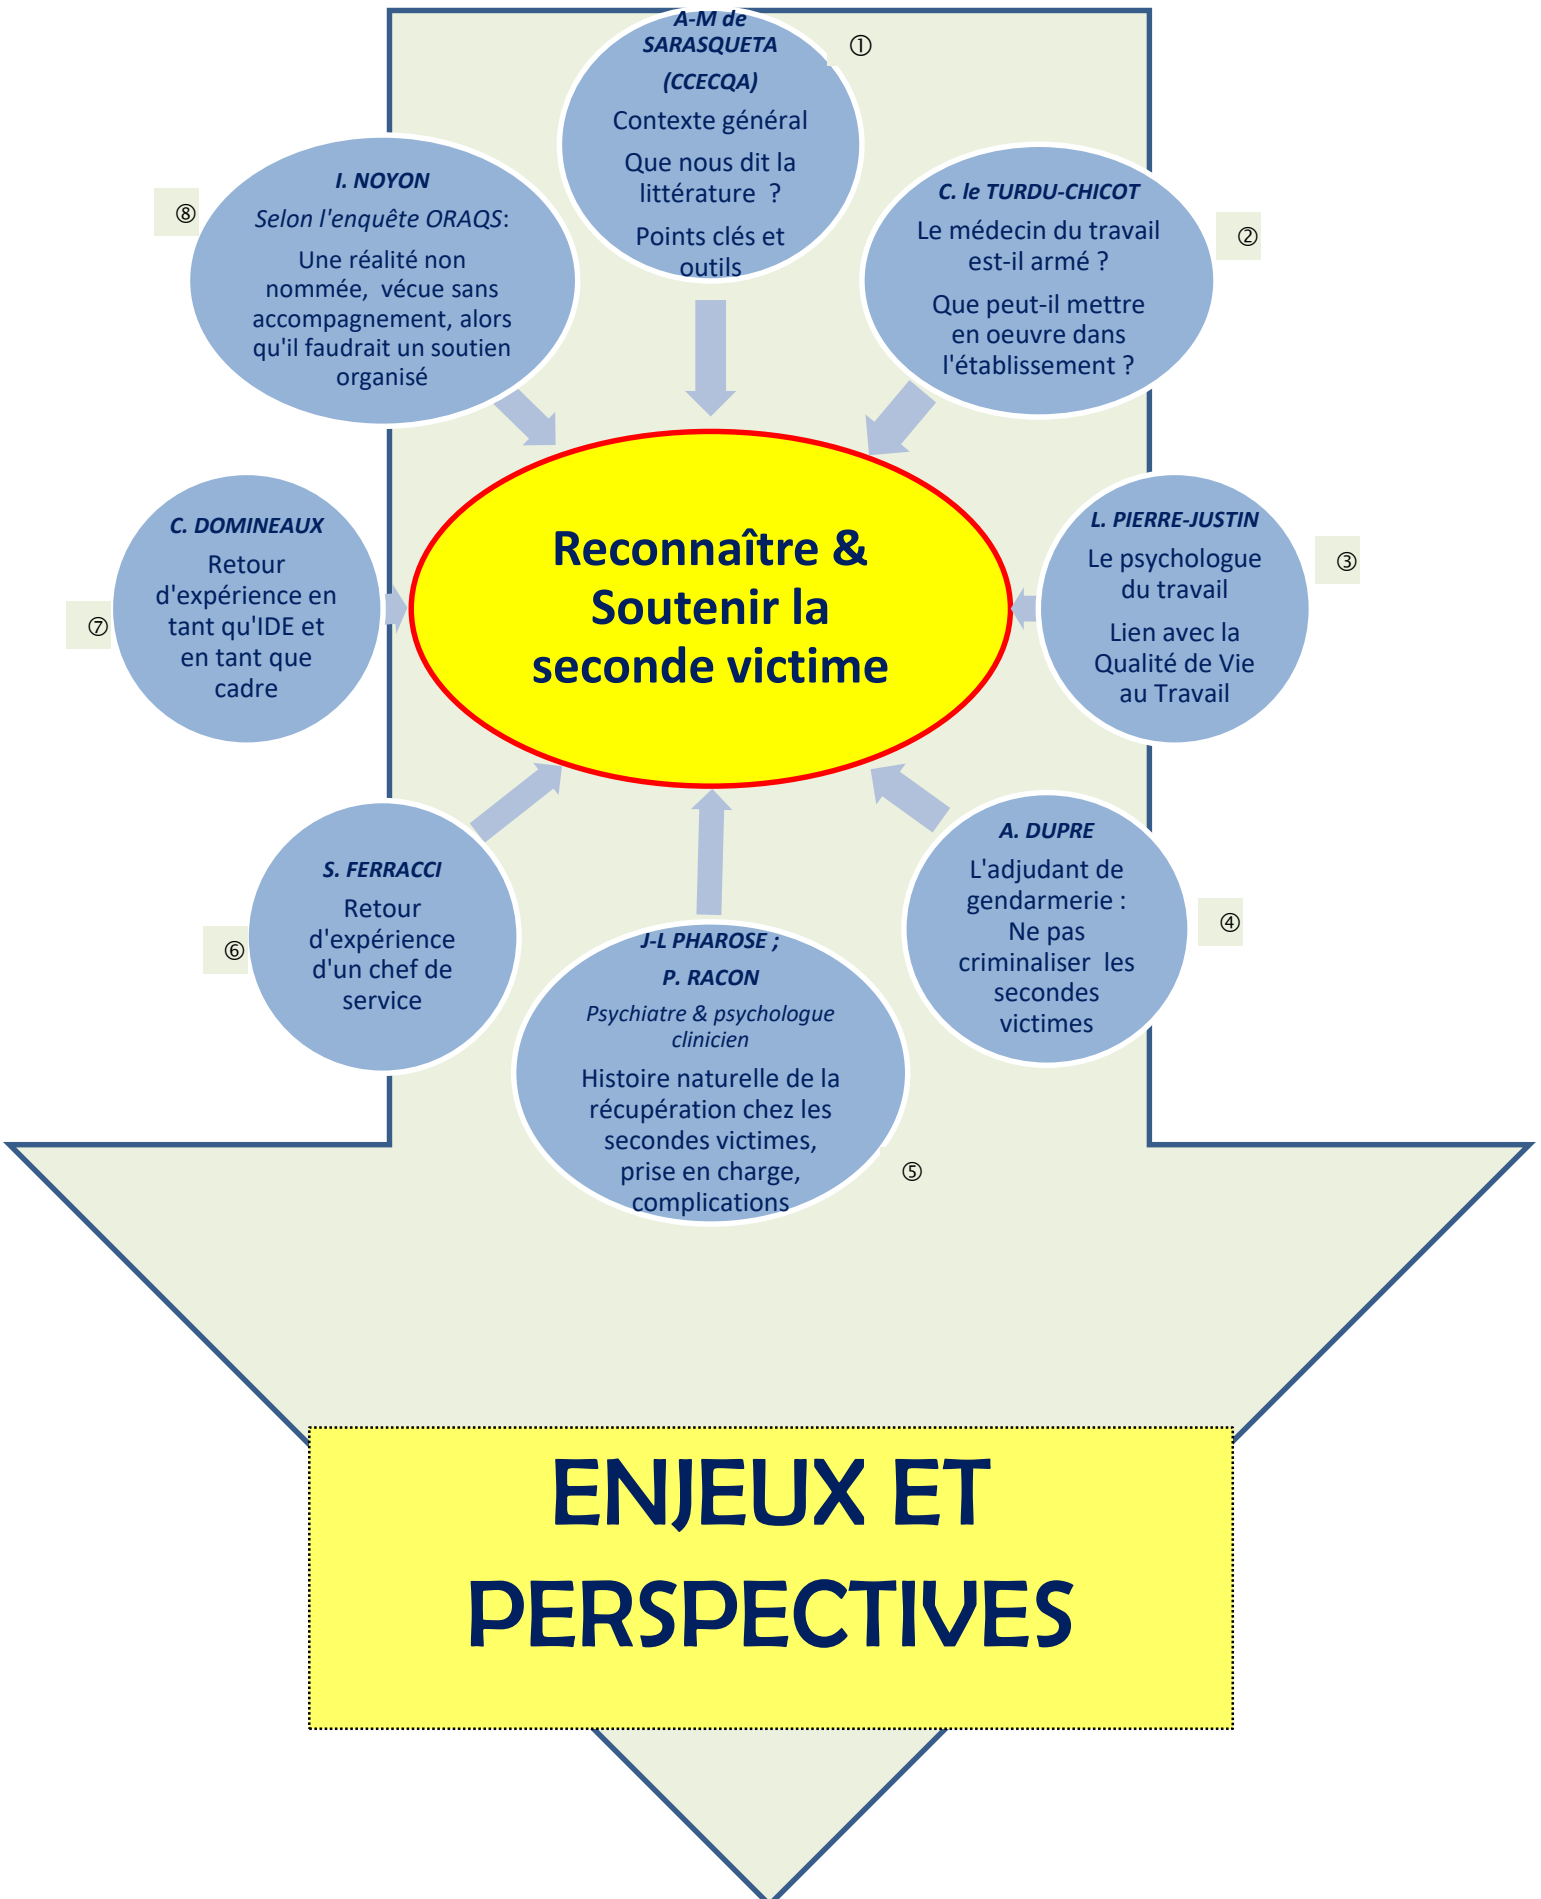 A-M de
SARASQUETA
(CCECQA)
Contexte général
Que nous dit la
littérature  ?
Points clés et
outils
①
C. le TURDU-CHICOT
Le médecin du travail
est-il armé ?
Que peut-il mettre
en oeuvre dans
l'établissement ?
②
L. PIERRE-JUSTIN
Le psychologue
du travail
Lien avec la
Qualité de Vie
au Travail
③
A. DUPRE
L'adjudant de
gendarmerie :
Ne pas
criminaliser  les
secondes
victimes
④
J-L PHAROSE ;
P. RACON
Psychiatre & psychologue
clinicien
Histoire naturelle de la
récupération chez les
secondes victimes,
prise en charge,
complications
⑤
S. FERRACCI
Retour
d'expérience
d'un chef de
service
⑥
C. DOMINEAUX
Retour
d'expérience en
tant qu'IDE et
en tant que
cadre
⑦
I. NOYON
Selon l'enquête ORAQS:
Une réalité non
nommée,  vécue sans
accompagnement, alors
qu'il faudrait un soutien
organisé
⑧
Reconnaître &
Soutenir la
seconde victime
ENJEUX ET
PERSPECTIVES